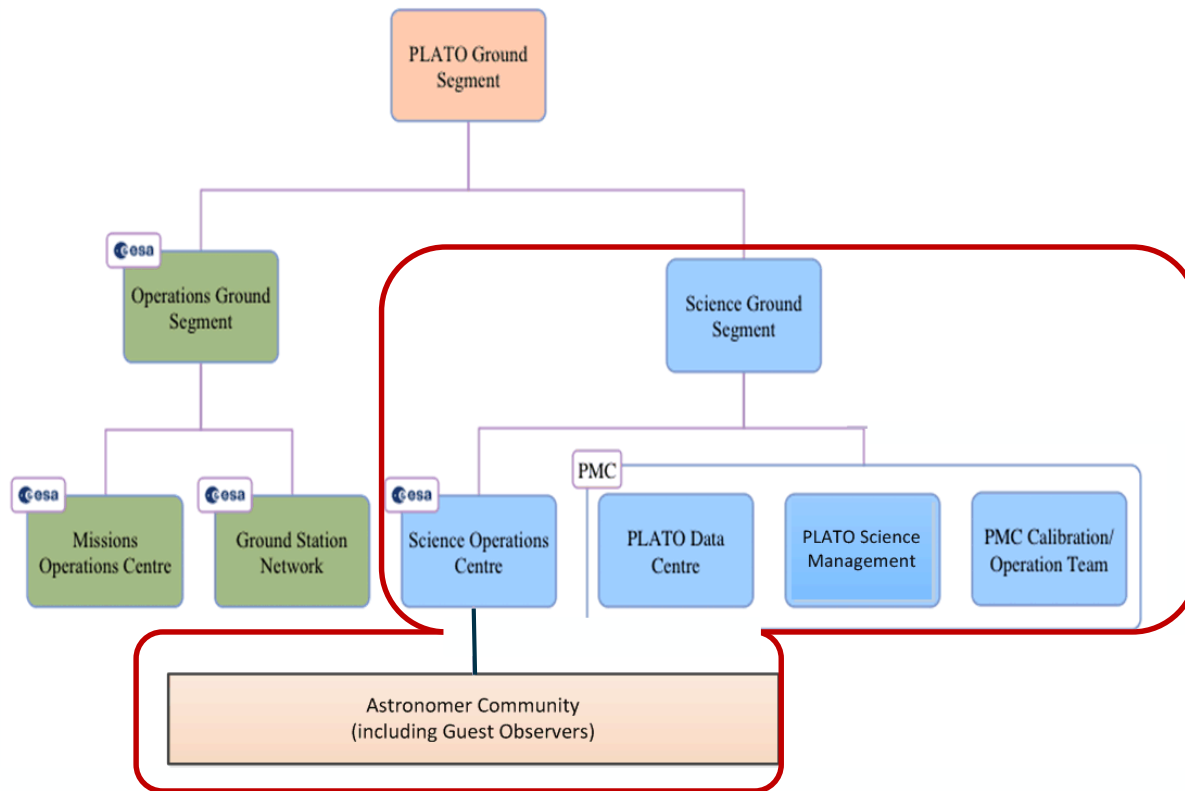 PLATO Ground
Segment
esa
Operations Ground
Segment
Science Ground
Segment
esa
Missions
Operations Centre
esa
Ground Station
Network
esa
Science Operations
Centre
PMC
PLATO Data
Centre
PLATO Science
Management
PMC Calibration/
Operation Team
Astronomer Community
(including Guest Observers)